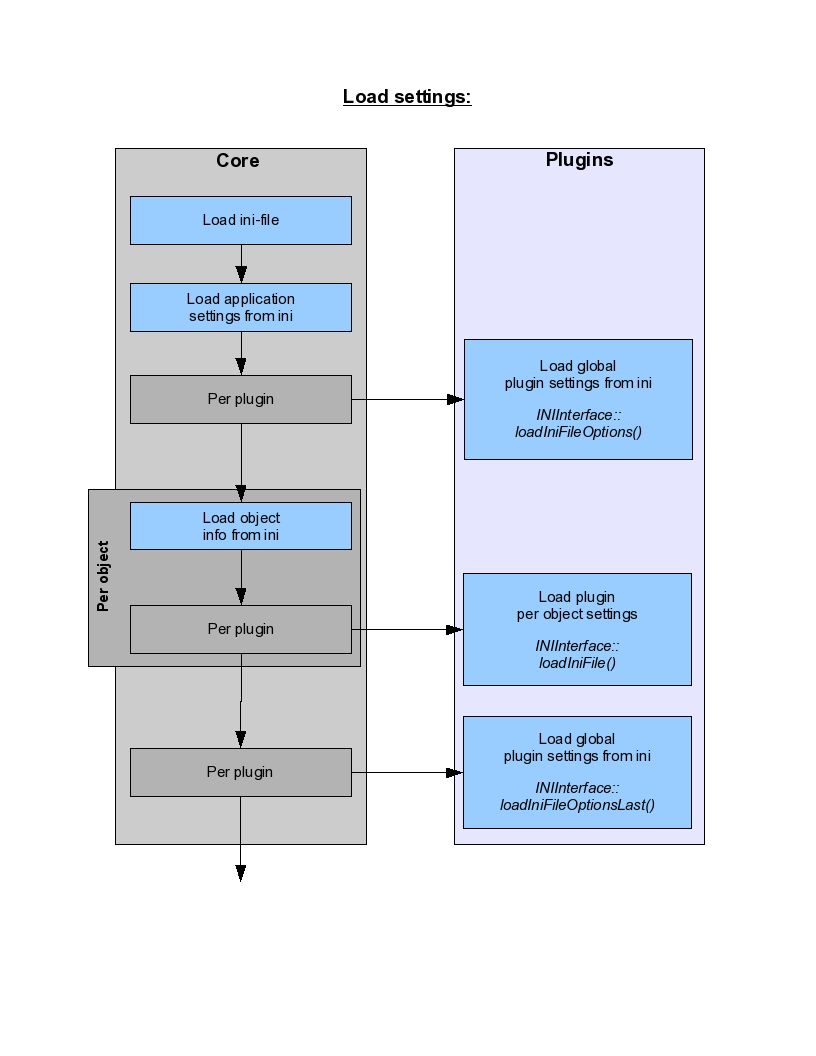 Load settings:
Core
Plugins
Load ini-file
Load application
settings from ini
Per plugin
Load global
plugin settings from ini
INIInterface::
loadIniFileOptions()
Per object
Load object
info from ini
Per plugin
Load plugin
per object settings
INIInterface::
loadIniFile()
Per plugin
Load global
plugin settings from ini
INIInterface::
loadIniFileOptionsLast()